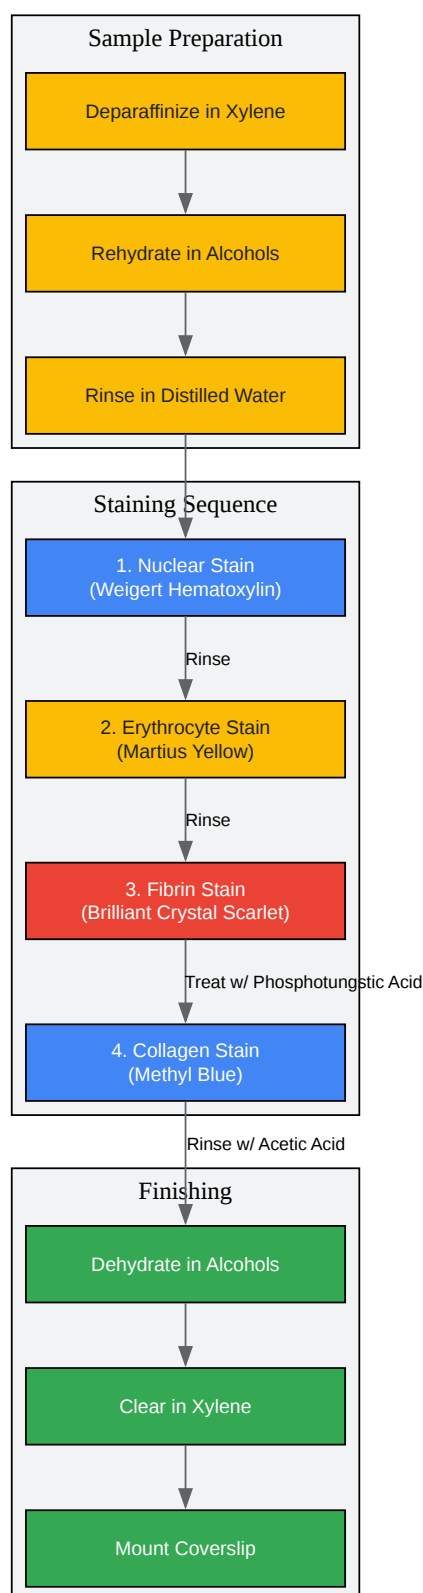 Sample Preparation
Deparaffinize in Xylene
Rehydrate in Alcohols
Rinse in Distilled Water
Staining Sequence
1. Nuclear Stain
(Weigert Hematoxylin)
Rinse
2. Erythrocyte Stain
(Martius Yellow)
Rinse
3. Fibrin Stain
(Brilliant Crystal Scarlet)
Treat w/ Phosphotungstic Acid
4. Collagen Stain
(Methyl Blue)
Rinse w/ Acetic Acid
Finishing
Dehydrate in Alcohols
Clear in Xylene
Mount Coverslip